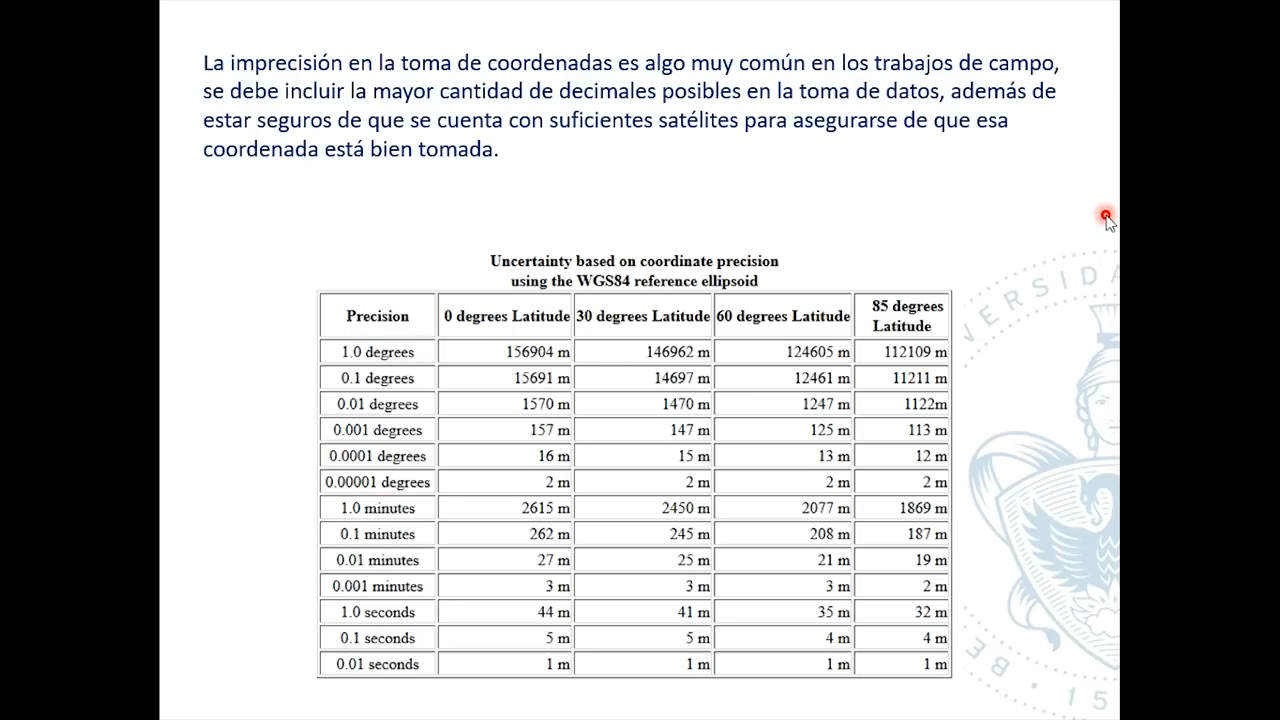 La imprecisión en la toma de coordenadas es algo muy común en los trabajos de campo,
se debe incluir la mayor cantidad de decimales posibles en la toma de datos, además de
estar seguros de que se cuenta con suficientes satélites para asegurarse de que esa
coordenada está bien tomada.
Uncertainty based on coordinate precision
using the WGS84 reference ellipsoid
Precision 0 degrees Latitude 30 degrees Latitude 60 degrees Latitude 85 degrees Latitude
1.0 degrees 156904 m 146962 m 124605 m 112109 m
0.1 degrees 15691 m 14697 m 12461 m 11211 m
0.01 degrees 1570 m 1470 m 1247 m 1122m
0.001 degrees 157 m 147 m 125 m 113 m
0.0001 degrees 16 m 15 m 13 m 12 m
0.00001 degrees 2 m 2 m 2 m 2 m
1.0 minutes 2615 m 2450 m 2077 m 1869 m
0.1 minutes 262 m 245 m 208 m 187 m
0.01 minutes 27 m 25 m 21 m 19 m
0.001 minutes 3 m 3 m 3 m 2 m
1.0 seconds 44 m 41 m 35 m 32 m
0.1 seconds 5 m 5 m 4 m 4 m
0.01 seconds 1 m 1 m 1 m 1 m